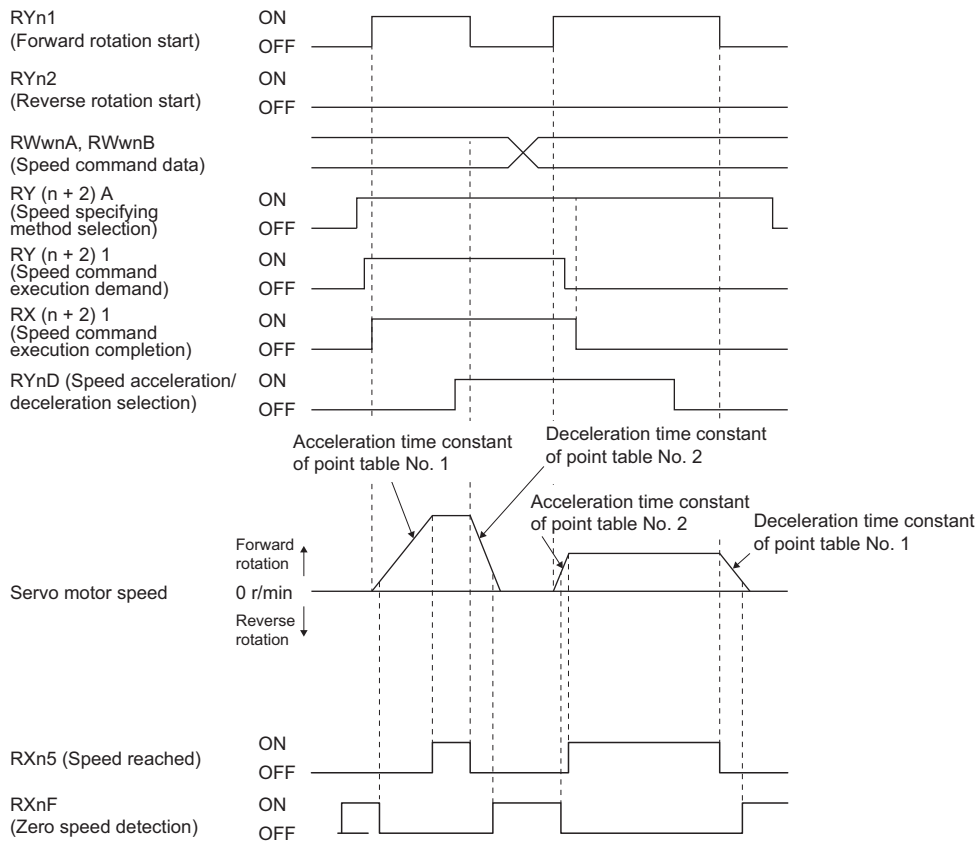 RYn1
(Forward rotation start)
ON
OFF
RYn2
(Reverse rotation start)
ON
OFF
RWwnA, RWwnB
(Speed command data)
RY (n + 2) A
(Speed specifying
method selection)
ON
OFF
RY (n + 2) 1
(Speed command
execution demand)
ON
OFF
RX (n + 2) 1
(Speed command
execution completion)
ON
OFF
RYnD (Speed acceleration/
deceleration selection)
ON
OFF
Acceleration time constant
of point table No. 1
Deceleration time constant
of point table No. 2
Acceleration time constant
of point table No. 2
Deceleration time constant
of point table No. 1
Servo motor speed
Forward
rotation
0 r/min
Reverse
rotation
RXn5 (Speed reached)
ON
OFF
RXnF
(Zero speed detection)
ON
OFF